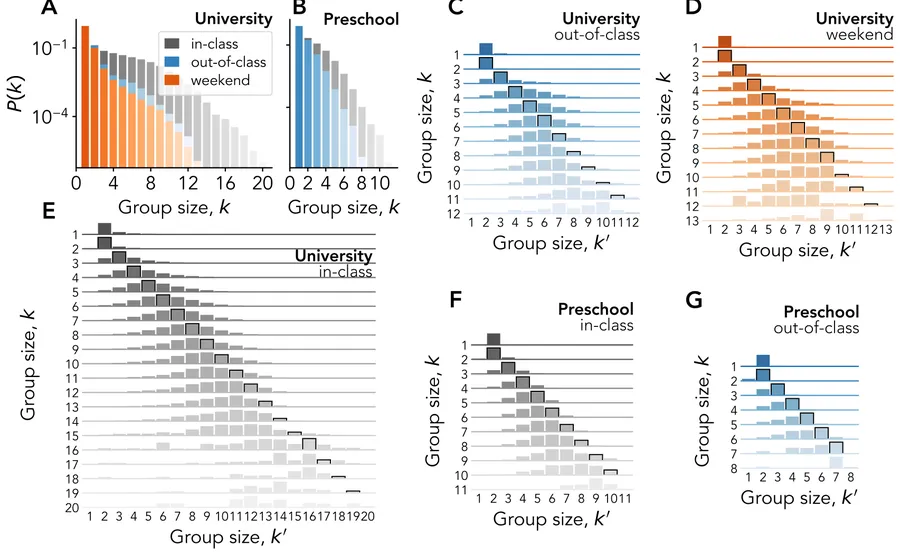 A
University
in-class
out-of-class
weekend
P(k)
10−1
10−4
0 4 8 12 16 20
Group size, k
B
Preschool
0 2 4 6 8 10
Group size, k
C
University
out-of-class
Group size, k
1
2
3
4
5
6
7
8
9
10
11
12
1 2 3 4 5 6 7 8 9 10 11 12
Group size, k′
D
University
weekend
Group size, k
1
2
3
4
5
6
7
8
9
10
11
12
13
1 2 3 4 5 6 7 8 9 10 11 12 13
Group size, k′
E
University
in-class
Group size, k
1
2
3
4
5
6
7
8
9
10
11
12
13
14
15
16
17
18
19
20
1 2 3 4 5 6 7 8 9 10 11 12 13 14 15 16 17 18 19 20
Group size, k′
F
Preschool
in-class
Group size, k
1
2
3
4
5
6
7
8
9
10
11
1 2 3 4 5 6 7 8 9 10 11
Group size, k′
G
Preschool
out-of-class
Group size, k
1
2
3
4
5
6
7
8
1 2 3 4 5 6 7 8
Group size, k′